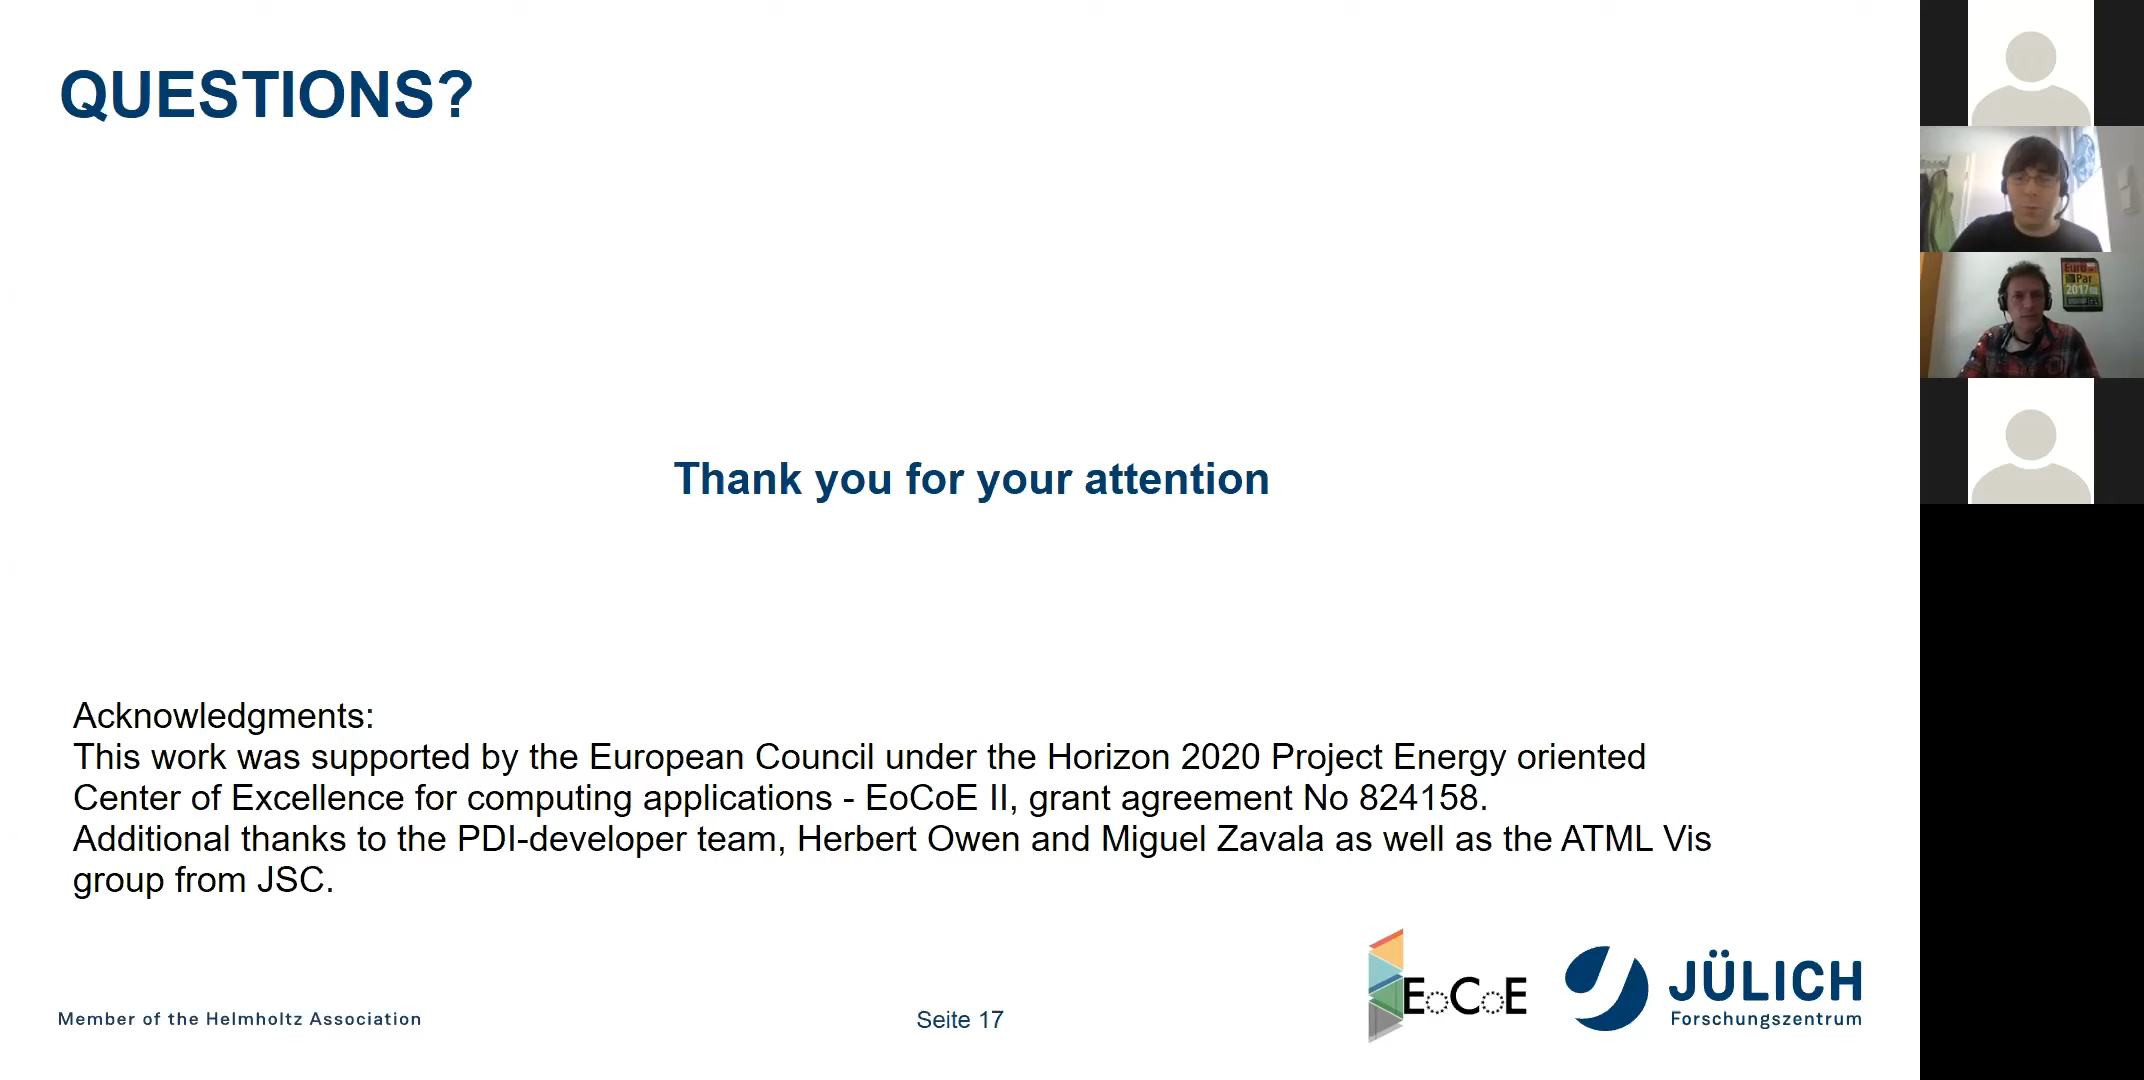 QUESTIONS?
Thank you for your attention
Acknowledgments:
This work was supported by the European Council under the Horizon 2020 Project Energy oriented
Center of Excellence for computing applications - EoCoE II, grant agreement No 824158.
Additional thanks to the PDI-developer team, Herbert Owen and Miguel Zavala as well as the ATML Vis
group from JSC.
Member of the Helmholtz Association
Seite 17
EoCoE
JÜLICH
Forschungszentrum
Euro
Par
2017